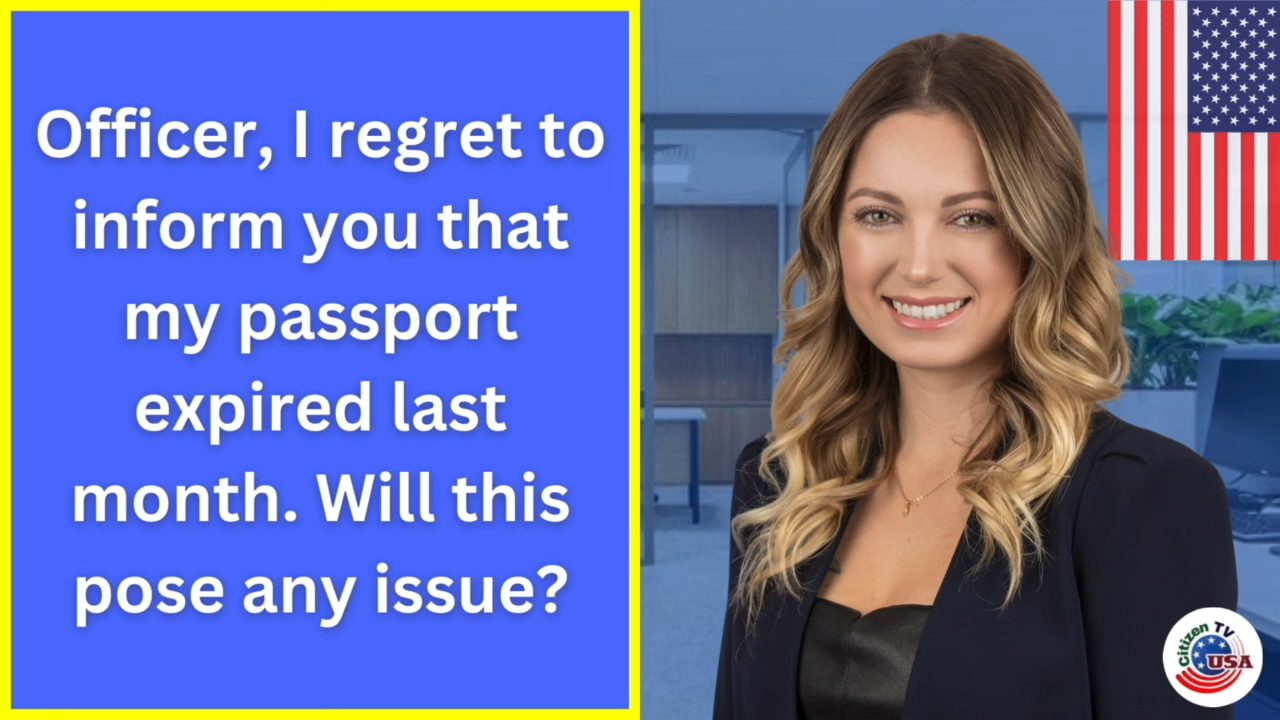 Officer, I regret to
inform you that
my passport
expired last
month. Will this
pose any issue?
Citizen TV
USA